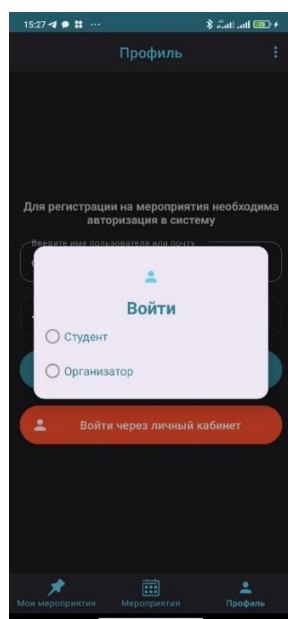 15:27
Профиль
Для регистрации на мероприятия необходима
авторизация в систему
Введите имя пользователя или почту
Войти
Студент
Организатор
Войти через личный кабинет
Мои мероприятия Мероприятия Профиль